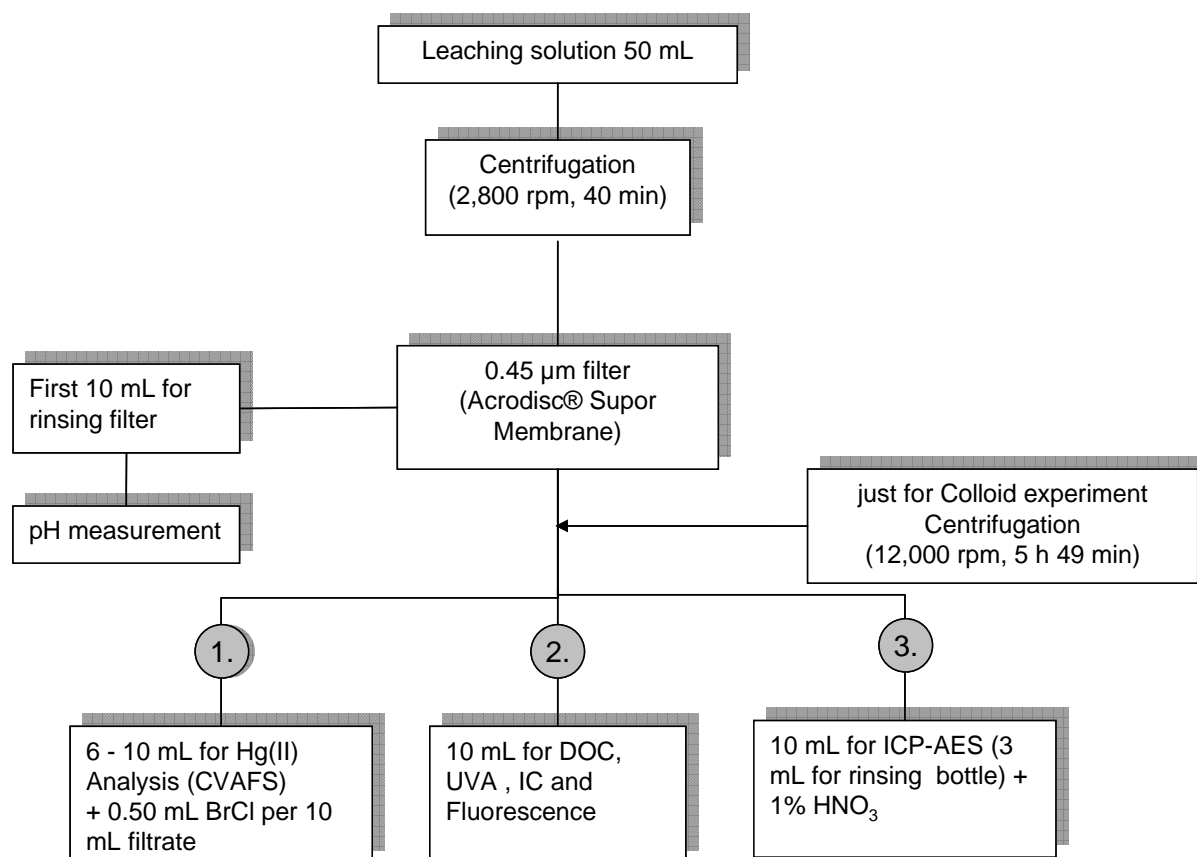 Leaching solution 50 mL
Centrifugation
(2,800 rpm, 40 min)
0.45 µm filter
(Acrodisc® Supor
Membrane)
First 10 mL for
rinsing filter
pH measurement
just for Colloid experiment
Centrifugation
(12,000 rpm, 5 h 49 min)
1.
2.
3.
6 - 10 mL for Hg(II)
Analysis (CVAFS)
+ 0.50 mL BrCl per 10
mL filtrate
10 mL for DOC,
UVA , IC and
Fluorescence
10 mL for ICP-AES (3
mL for rinsing bottle) +
1% HNO₃